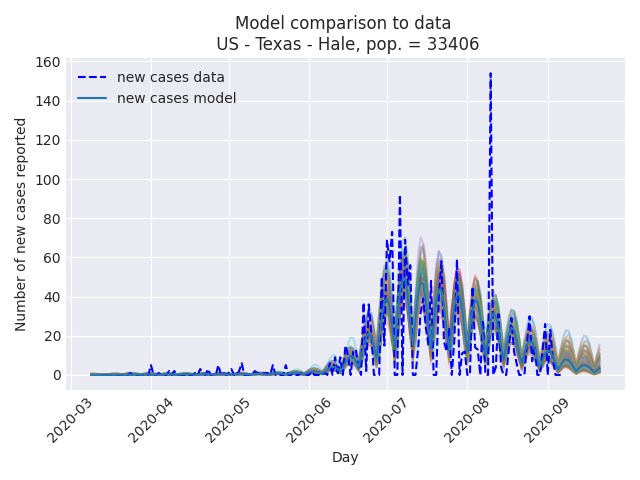 Model comparison to data
US - Texas - Hale, pop. = 33406
new cases data
new cases model
Number of new cases reported
160
140
120
100
80
60
40
20
0
2020-03
2020-04
2020-05
2020-06
2020-07
2020-08
2020-09
Day